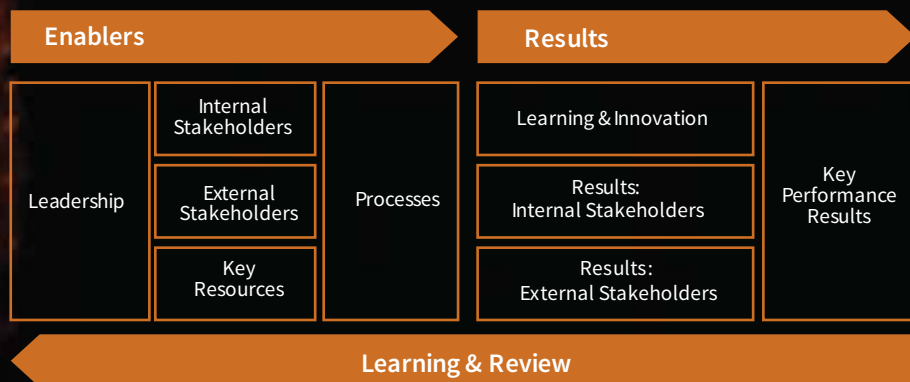 Enablers
Results
Leadership
Internal
Stakeholders
External
Stakeholders
Key
Resources
Processes
Learning & Innovation
Results:
Internal Stakeholders
Results:
External Stakeholders
Key
Performance
Results
Learning & Review